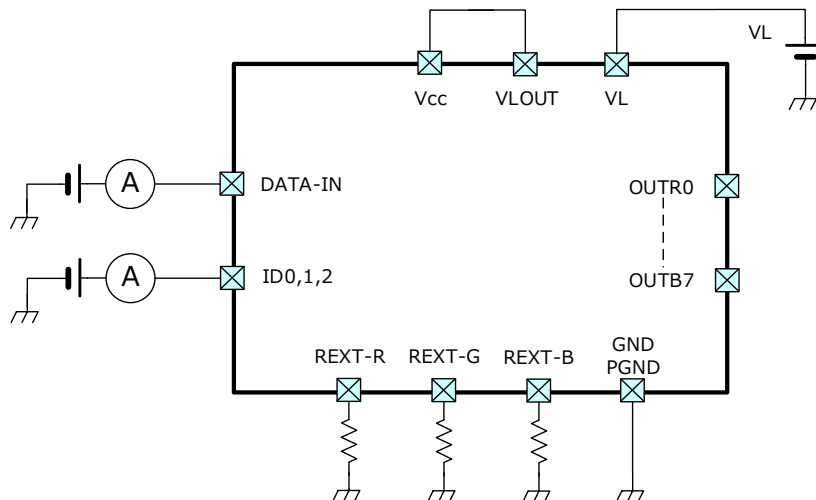 VL
Vcc
VLOUT
VL
A
DATA-IN
OUTR0
A
ID0,1,2
OUTB7
REXT-R
REXT-G
REXT-B
GND
PGND